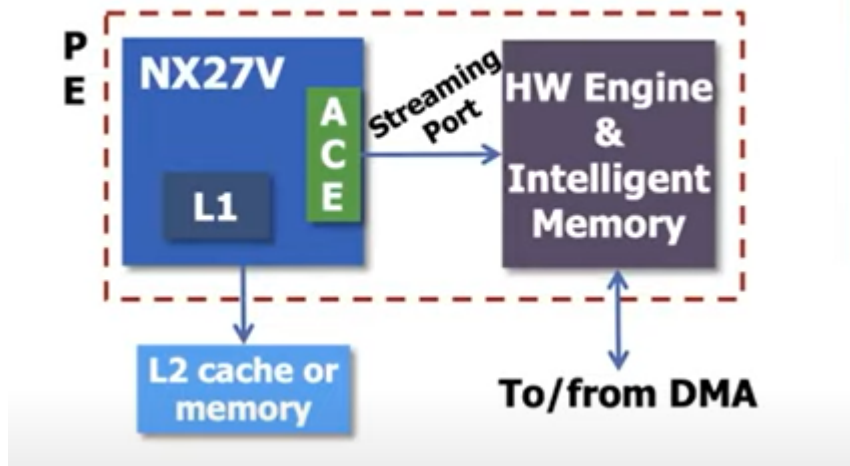 P
E
NX27V
A
C
E
L1
Streaming
Port
HW Engine
&
Intelligent
Memory
L2 cache or
memory
To/from DMA